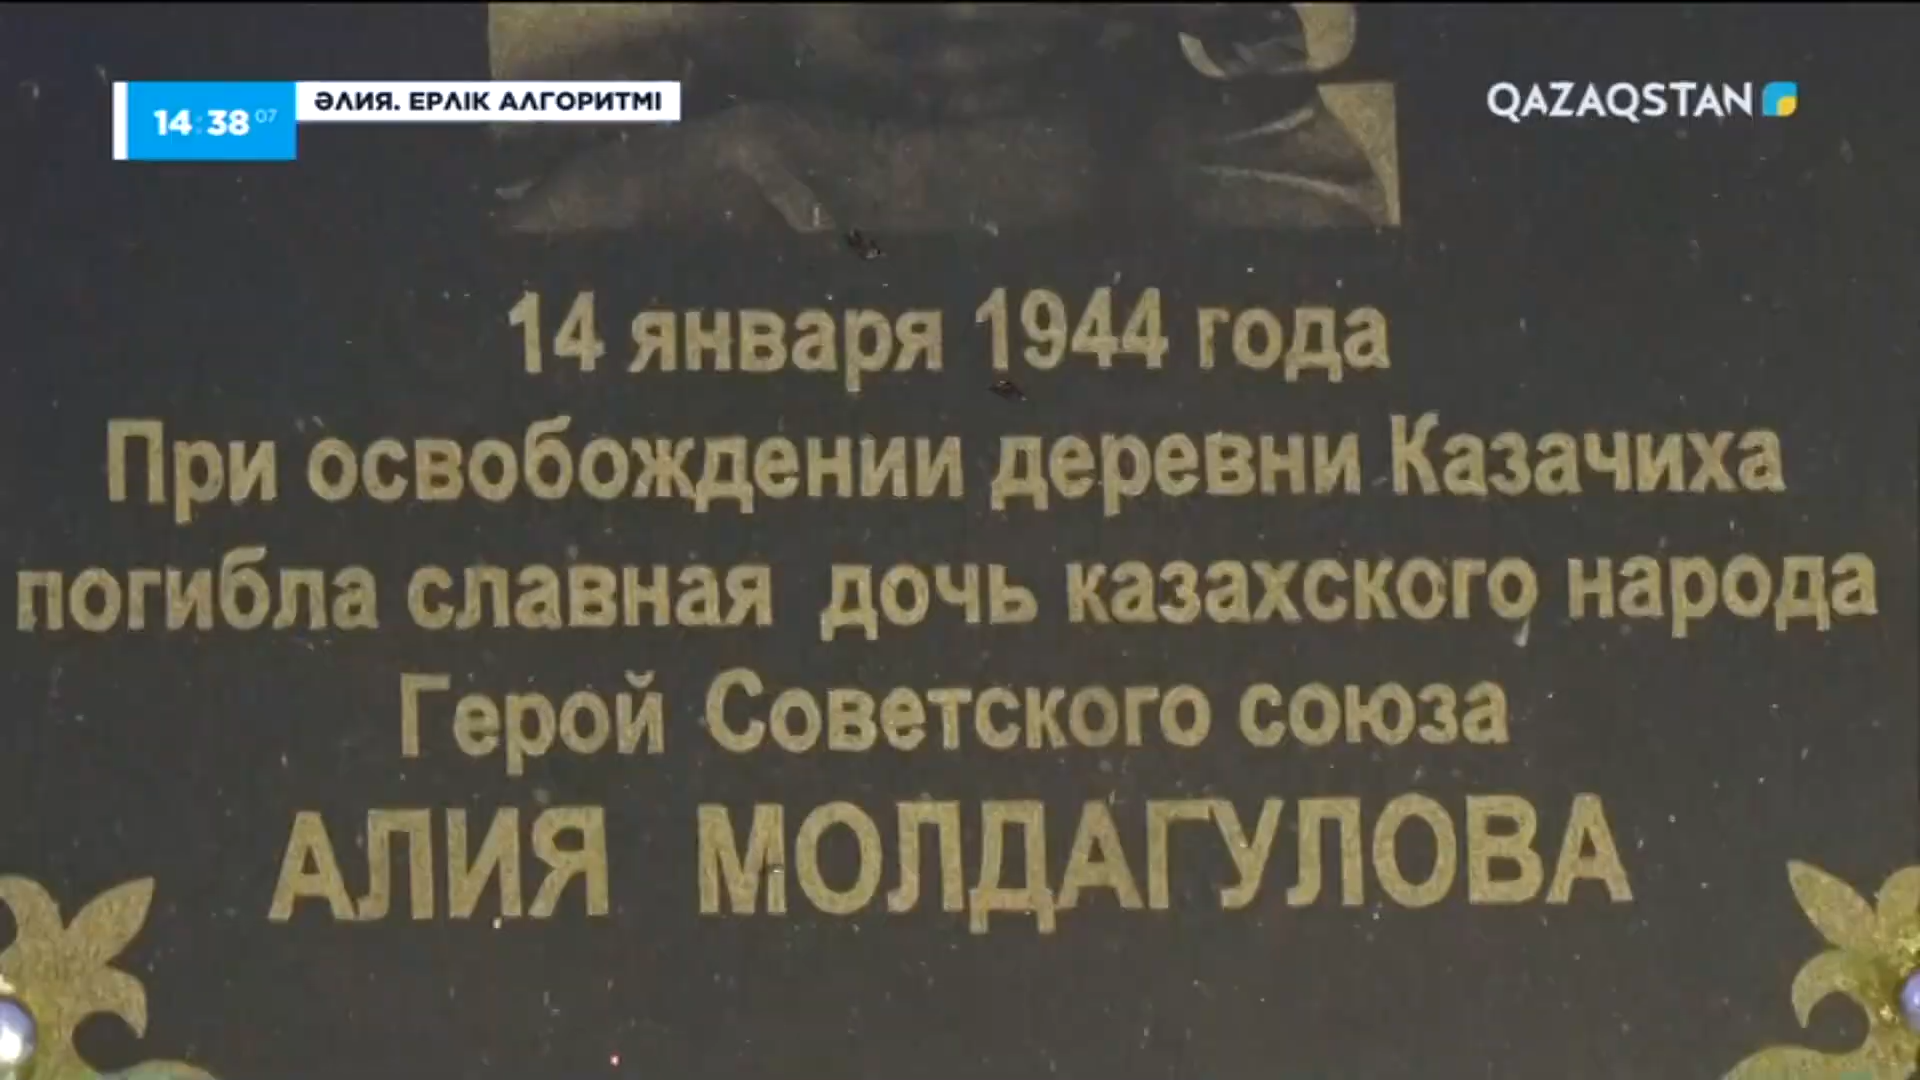 14:38 07
ӘЛИЯ. ЕРЛІК АЛГОРИТМІ
QAZAQSTAN
14 января 1944 года
При освобождении деревни Казачиха
погибла славная дочь казахского народа
Герой Советского союза
АЛИЯ МОЛДАГУЛОВА